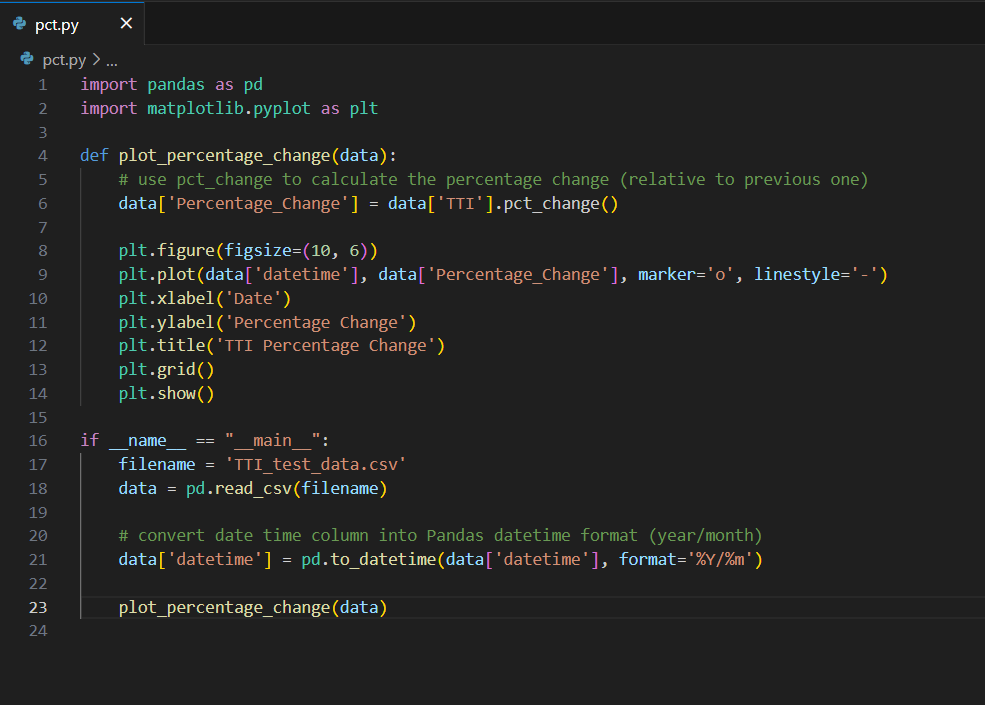 pct.py ×
pct.py > ...
1 import pandas as pd
2 import matplotlib.pyplot as plt
3
4 def plot_percentage_change(data):
5     # use pct_change to calculate the percentage change (relative to previous one)
6     data['Percentage_Change'] = data['TTI'].pct_change()
7
8     plt.figure(figsize=(10, 6))
9     plt.plot(data['datetime'], data['Percentage_Change'], marker='o', linestyle='-')
10     plt.xlabel('Date')
11     plt.ylabel('Percentage Change')
12     plt.title('TTI Percentage Change')
13     plt.grid()
14     plt.show()
15
16 if __name__ == "__main__":
17     filename = 'TTI_test_data.csv'
18     data = pd.read_csv(filename)
19
20     # convert date time column into Pandas datetime format (year/month)
21     data['datetime'] = pd.to_datetime(data['datetime'], format='%Y/%m')
22
23     plot_percentage_change(data)
24